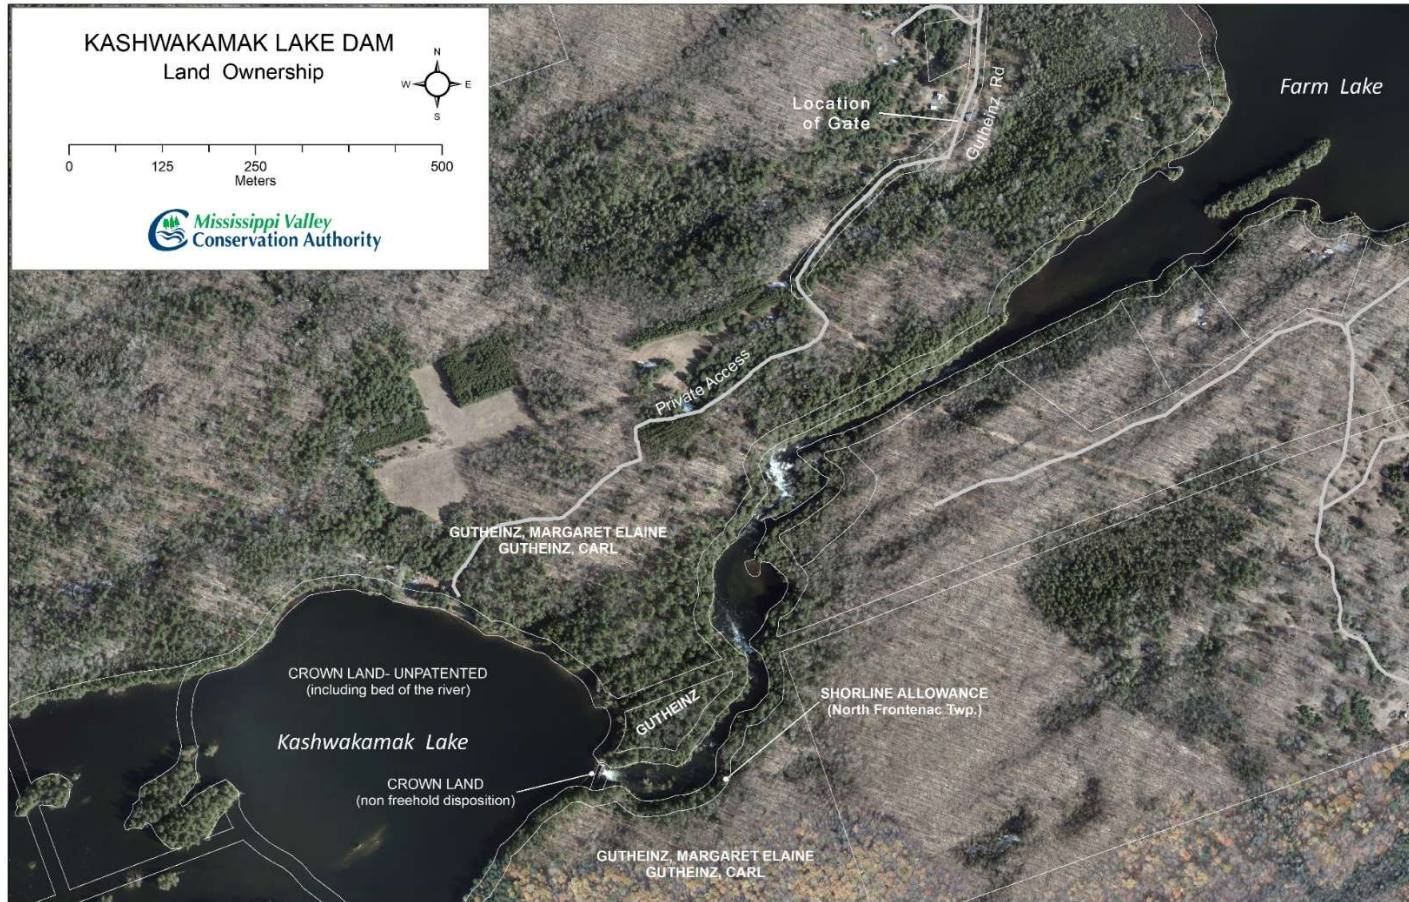 KASHWAKAMAK LAKE DAM
Land Ownership
N
W
E
S
0
125
250
500
Meters
Mississippi Valley
Conservation Authority
Location
of Gate
Gutheinz Rd
Farm Lake
Private Access
GUTHEINZ, MARGARET ELAINE
GUTHEINZ, CARL
CROWN LAND- UNPATENTED
(including bed of the river)
GUTHEINZ
SHORLINE ALLOWANCE
(North Frontenac Twp.)
Kashwakamak Lake
CROWN LAND
(non freehold disposition)
GUTHEINZ, MARGARET ELAINE
GUTHEINZ, CARL